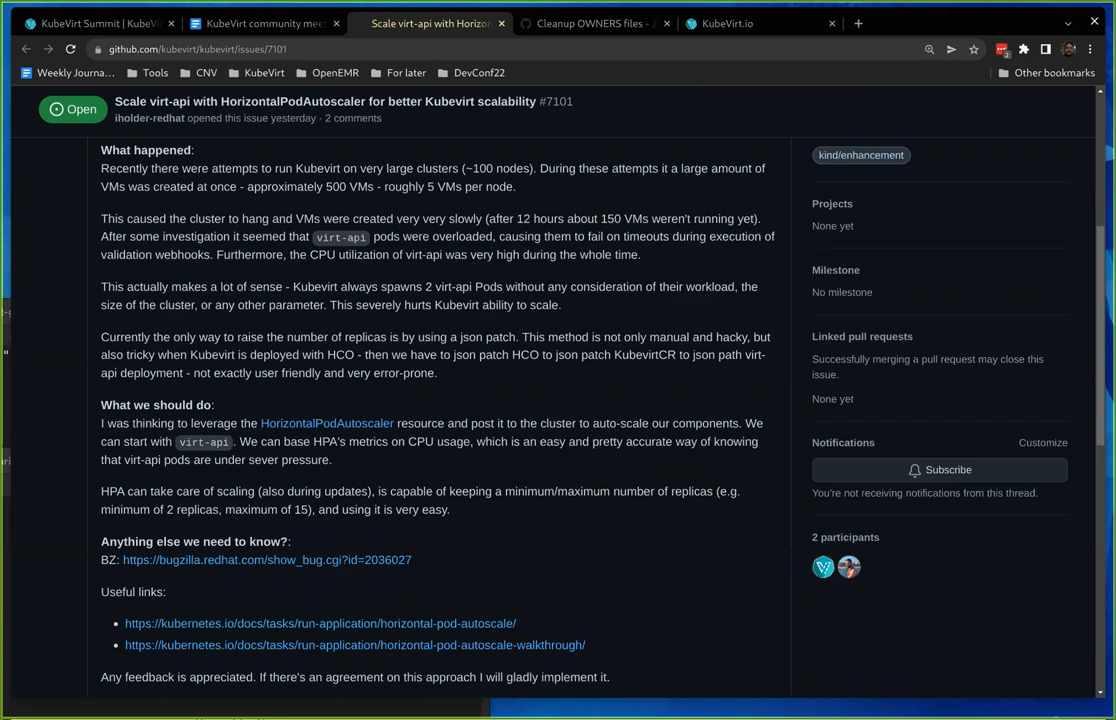 KubeVirt Summit | KubeVi
KubeVirt community mee
Scale virt-api with Horizo
Cleanup OWNERS files - J
KubeVirt.io
github.com/kubevirt/kubevirt/issues/7101
Weekly Journa...
Tools
CNV
KubeVirt
OpenEMR
For later
DevConf22
Other bookmarks
Open
Scale virt-api with HorizontalPodAutoscaler for better Kubevirt scalability #7101
iholder-redhat opened this issue yesterday · 2 comments
What happened:
Recently there were attempts to run Kubevirt on very large clusters (~100 nodes). During these attempts it a large amount of
VMs was created at once - approximately 500 VMs - roughly 5 VMs per node.
This caused the cluster to hang and VMs were created very very slowly (after 12 hours about 150 VMs weren't running yet).
After some investigation it seemed that virt-api pods were overloaded, causing them to fail on timeouts during execution of
validation webhooks. Furthermore, the CPU utilization of virt-api was very high during the whole time.
This actually makes a lot of sense - Kubevirt always spawns 2 virt-api Pods without any consideration of their workload, the
size of the cluster, or any other parameter. This severely hurts Kubevirt ability to scale.
Currently the only way to raise the number of replicas is by using a json patch. This method is not only manual and hacky, but
also tricky when Kubevirt is deployed with HCO - then we have to json patch HCO to json patch KubevirtCR to json path virt-
api deployment - not exactly user friendly and very error-prone.
What we should do:
I was thinking to leverage the HorizontalPodAutoscaler resource and post it to the cluster to auto-scale our components. We
can start with virt-api. We can base HPA's metrics on CPU usage, which is an easy and pretty accurate way of knowing
that virt-api pods are under sever pressure.
HPA can take care of scaling (also during updates), is capable of keeping a minimum/maximum number of replicas (e.g.
minimum of 2 replicas, maximum of 15), and using it is very easy.
Anything else we need to know?:
BZ: https://bugzilla.redhat.com/show_bug.cgi?id=2036027
Useful links:
• https://kubernetes.io/docs/tasks/run-application/horizontal-pod-autoscale/
• https://kubernetes.io/docs/tasks/run-application/horizontal-pod-autoscale-walkthrough/
Any feedback is appreciated. If there's an agreement on this approach I will gladly implement it.
kind/enhancement
Projects
None yet
Milestone
No milestone
Linked pull requests
Successfully merging a pull request may close this
issue.
None yet
Notifications
Customize
Subscribe
You're not receiving notifications from this thread.
2 participants